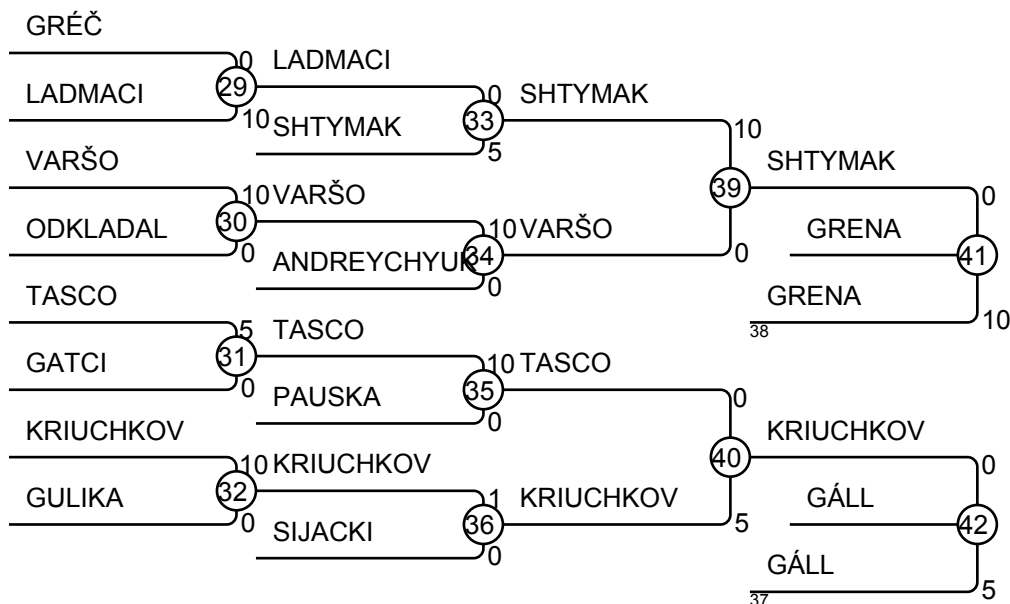 GRÉČ
0 LADMACI
29
0 SHTYMAK
LADMACI
33
10
10 SHTYMAK
5
VARŠO
SHTYMAK
39
0
10 VARŠO
30
ODKLADAL
10 VARŠO
GRENA
34
41
0 ANDREYCHYUK
0
0
TASCO
GRENA
38
10
5 TASCO
31
GATCI
10 TASCO
35
0 PAUSKA
0
0
KRIUCHKOV
KRIUCHKOV
40
10 KRIUCHKOV
0
32
GULIKA
1 KRIUCHKOV
GÁLL
36
42
0 SIJACKI
5
0
GÁLL
37
5